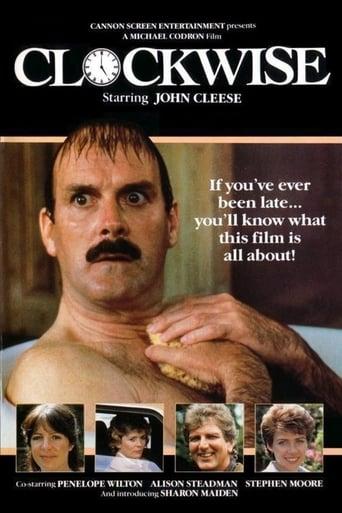 CANNON SCREEN ENTERTAINMENT presents
A MICHAEL CODRON Film
CLOCKWISE
Starring JOHN CLEESE
If you've ever
been late...
you'll know what
this film is
all about!
Co-starring PENELOPE WILTON ALISON STEADMAN STEPHEN MOORE
And introducing SHARON MAIDEN